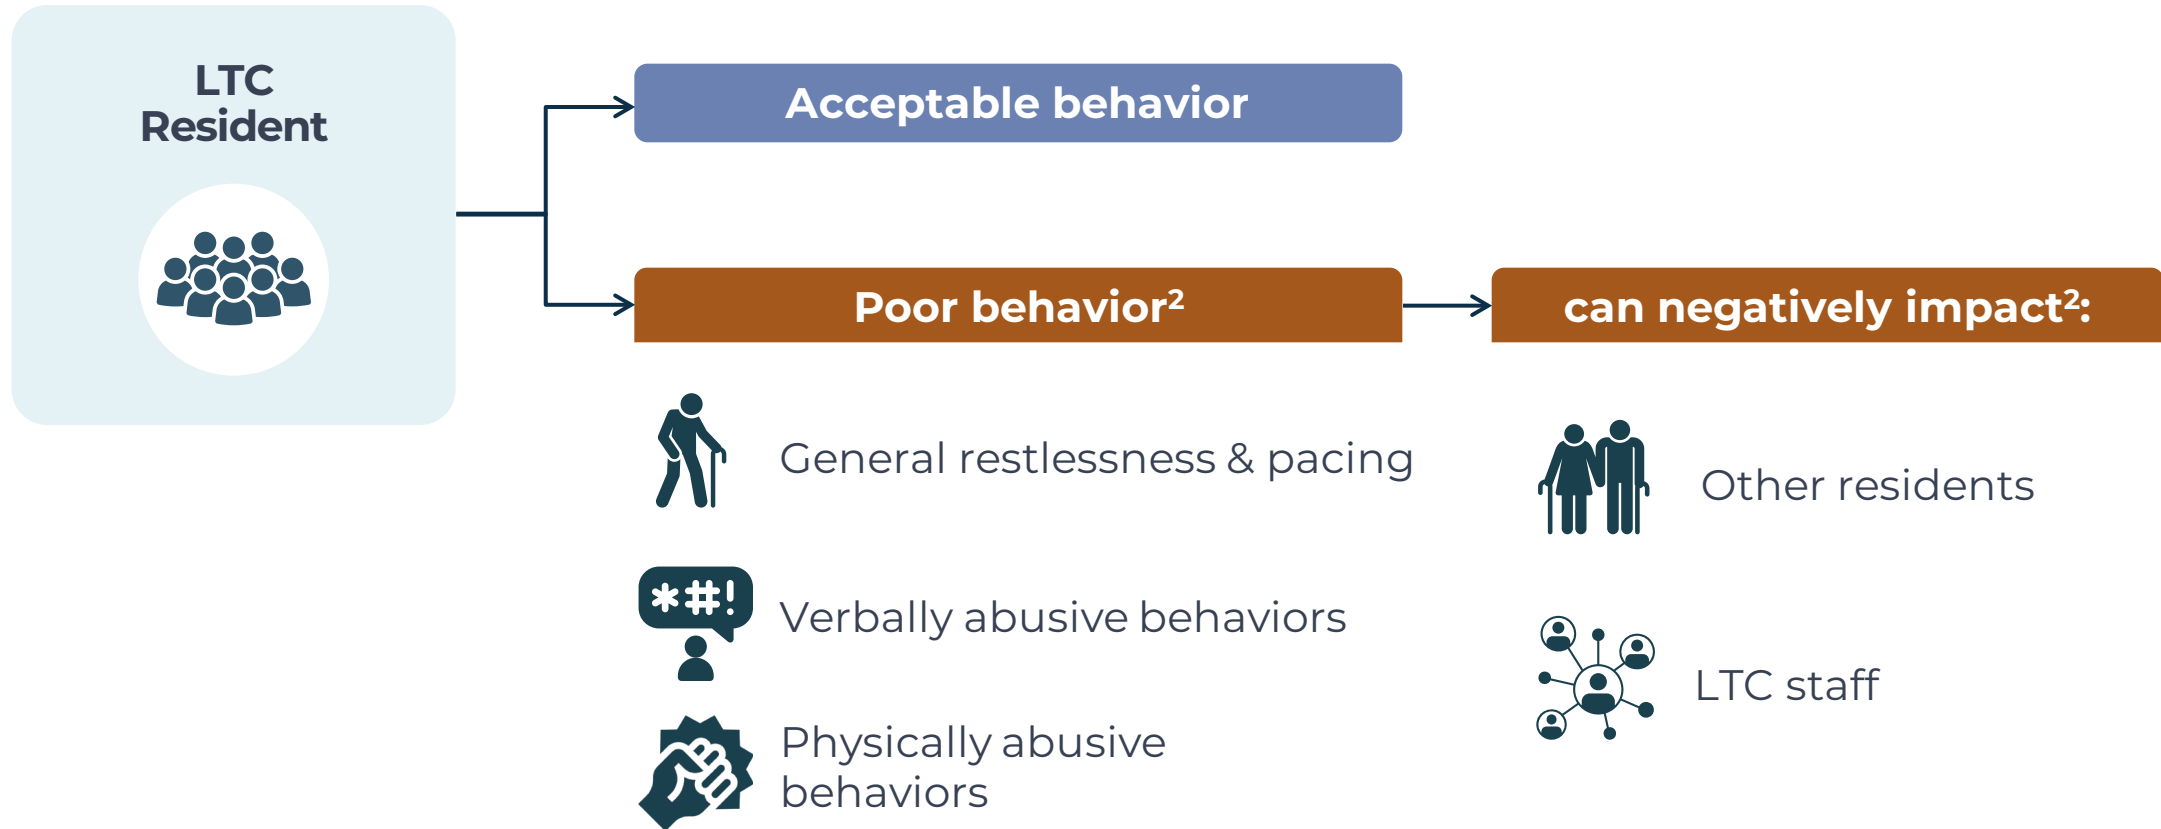 LTC
Resident
Acceptable behavior
Poor behavior²
can negatively impact²:
General restlessness & pacing
Other residents
*#!
Verbally abusive behaviors
LTC staff
Physically abusive
behaviors